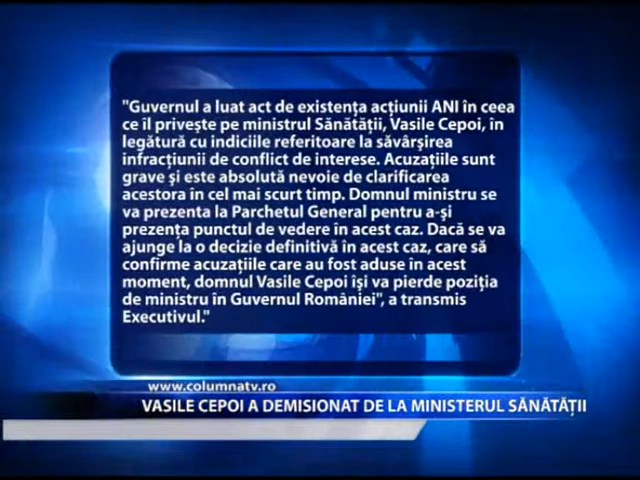 "Guvernul a luat act de existența acțiunii ANI în ceea
ce îl privește pe ministrul Sănătății, Vasile Cepoi, în
legătură cu indiciile referitoare la săvârșirea
infracțiunii de conflict de interese. Acuzațiile sunt
grave și este absolută nevoie de clarificarea
acestora în cel mai scurt timp. Domnul ministru se
va prezenta la Parchetul General pentru a-și
prezența punctul de vedere în acest caz. Dacă se va
ajunge la o decizie definitivă în acest caz, care să
confirme acuzațiile care au fost aduse în acest
moment, domnul Vasile Cepoi își va pierde poziția
de ministru în Guvernul României", a transmis
Executivul."
www.columnatv.ro
VASILE CEPOI A DEMISIONAT DE LA MINISTERUL SĂNĂTĂȚII